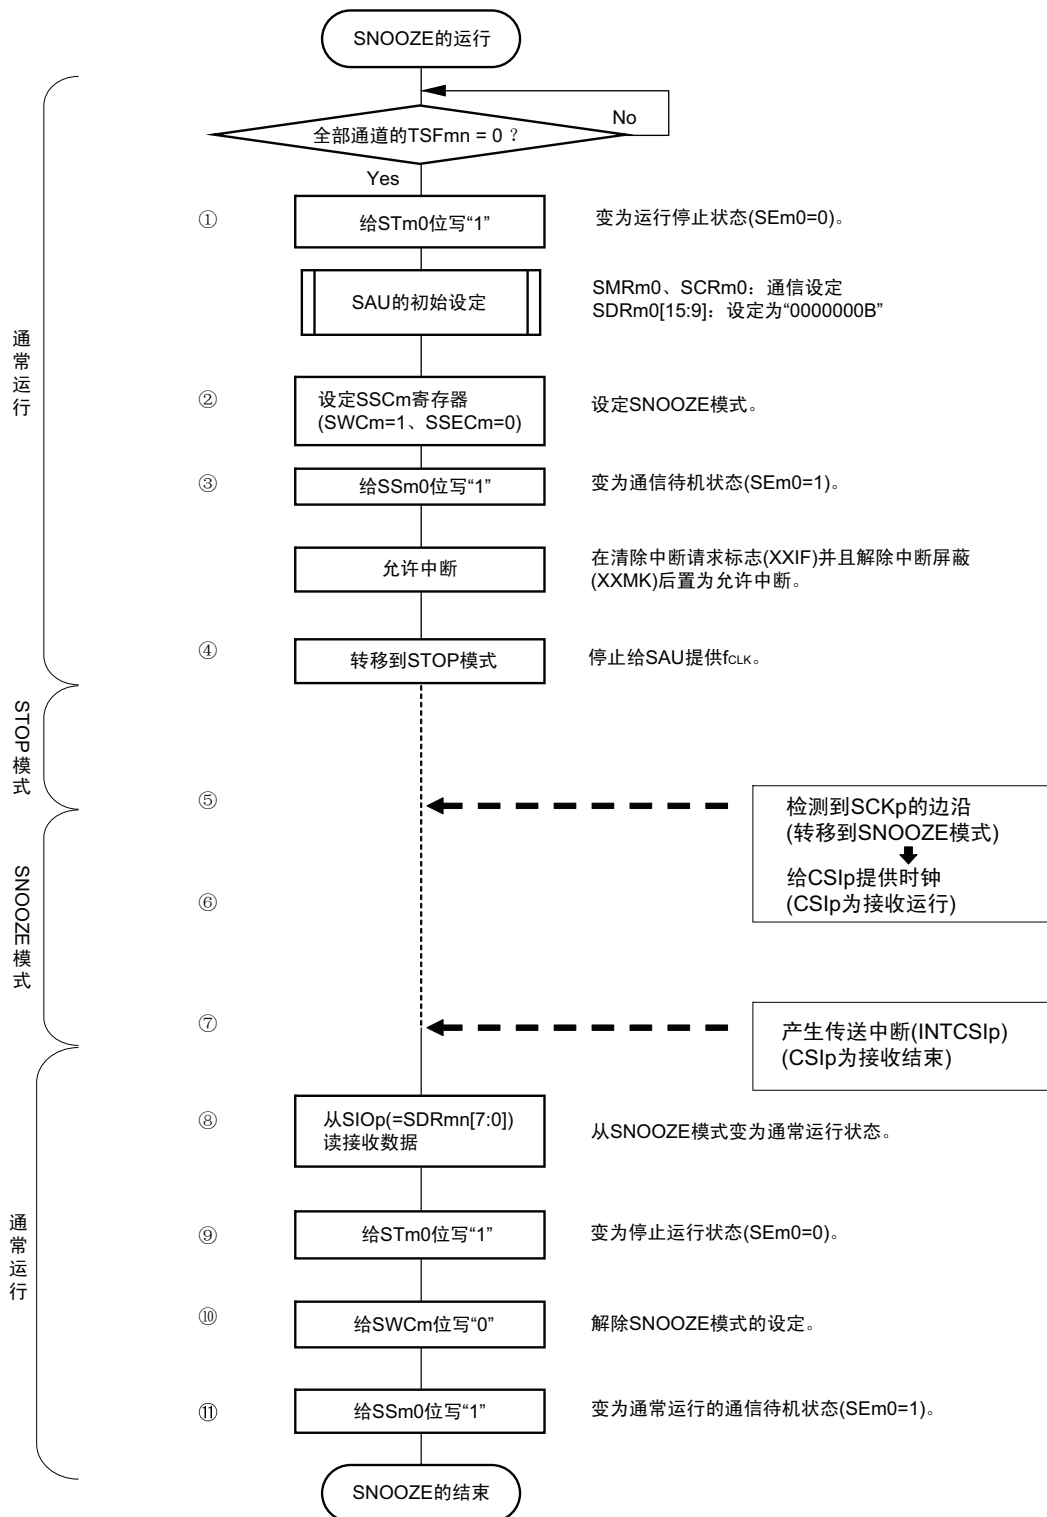 SNOOZE的运行
No
全部通道的TSFmn = 0 ?
Yes
①
给STm0位写“1”
变为运行停止状态(SEm0=0)。
SAU的初始设定
SMRm0、SCRm0：通信设定
SDRm0[15:9]：设定为“0000000B”
通常运行
②
设定SSCm寄存器
(SWCm=1、SSECm=0)
设定SNOOZE模式。
③
给SSm0位写“1”
变为通信待机状态(SEm0=1)。
允许中断
在清除中断请求标志(XXIF)并且解除中断屏蔽
(XXMK)后置为允许中断。
④
转移到STOP模式
停止给SAU提供fCLK。
STOP模式
⑤
检测到SCKp的边沿
(转移到SNOOZE模式)
给CSIp提供时钟
(CSIp为接收运行)
SNOOZE模式
⑥
⑦
产生传送中断(INTCSIp)
(CSIp为接收结束)
⑧
从SIOp(=SDRmn[7:0])
读接收数据
从SNOOZE模式变为通常运行状态。
通常运行
⑨
给STm0位写“1”
变为停止运行状态(SEm0=0)。
⑩
给SWCm位写“0”
解除SNOOZE模式的设定。
⑪
给SSm0位写“1”
变为通常运行的通信待机状态(SEm0=1)。
SNOOZE的结束